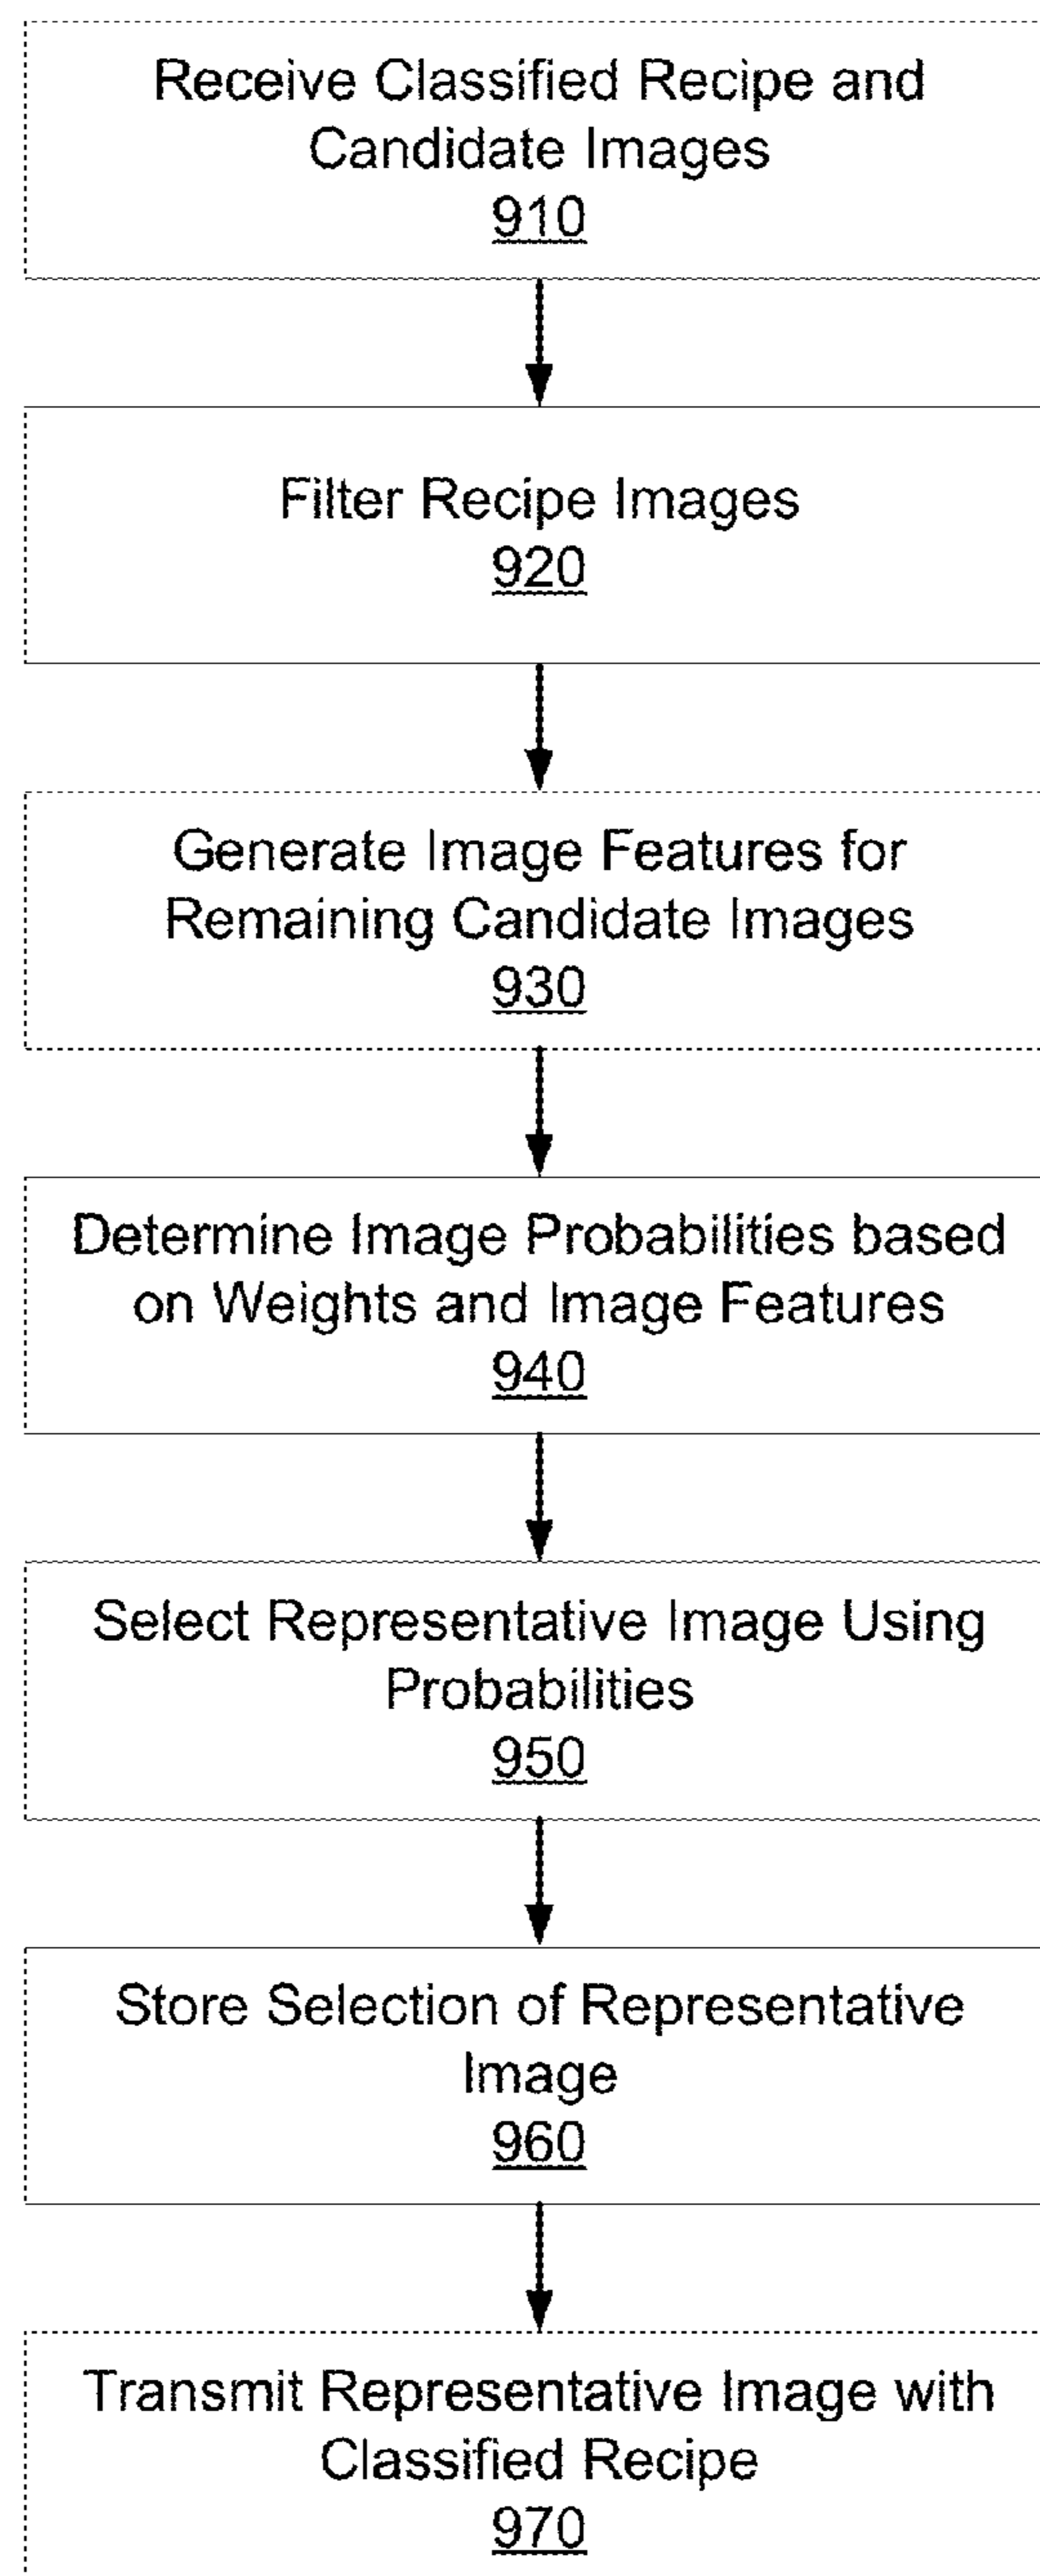 Receive Classified Recipe and
Candidate Images
910
Filter Recipe Images
920
Generate Image Features for
Remaining Candidate Images
930
Determine Image Probabilities based
on Weights and Image Features
940
Select Representative Image Using
Probabilities
950
Store Selection of Representative
Image
960
Transmit Representative Image with
Classified Recipe
970